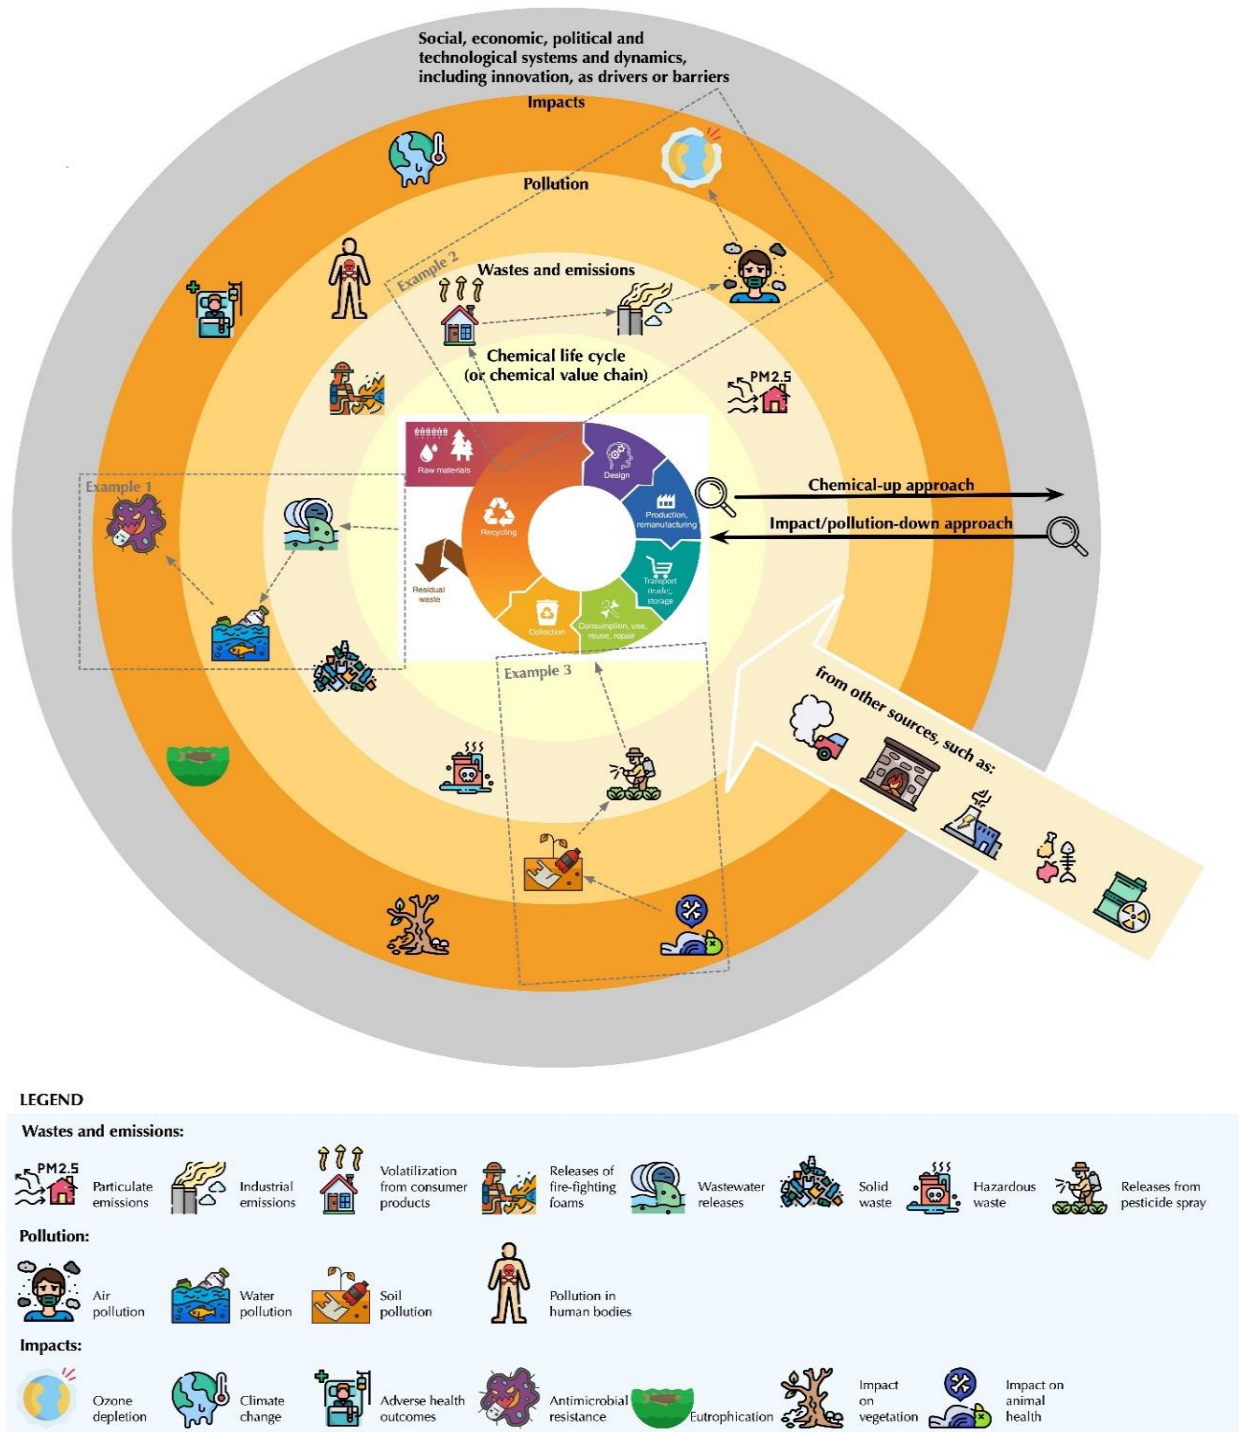 Social, economic, political and
technological systems and dynamics,
including innovation, as drivers or barriers
Impacts
Pollution
Example 2
Wastes and emissions
Chemical life cycle
(or chemical value chain)
PM2.5
Raw materials
Design
Example 1
Chemical-up approach
Production,
remanufacturing
Impact/pollution-down approach
Recycling
Transport
(trade),
storage
Residual
waste
Collection
Consumption, use,
reuse, repair
Example 3
from other sources, such as:
LEGEND
Wastes and emissions:
PM2.5
Particulate
emissions
Industrial
emissions
Volatilization
from consumer
products
Releases of
fire-fighting
foams
Wastewater
releases
Solid
waste
Hazardous
waste
Releases from
pesticide spray
Pollution:
Air
pollution
Water
pollution
Soil
pollution
Pollution in
human bodies
Impacts:
Ozone
depletion
Climate
change
Adverse health
outcomes
Antimicrobial
resistance
Eutrophication
Impact
on
vegetation
Impact on
animal
health